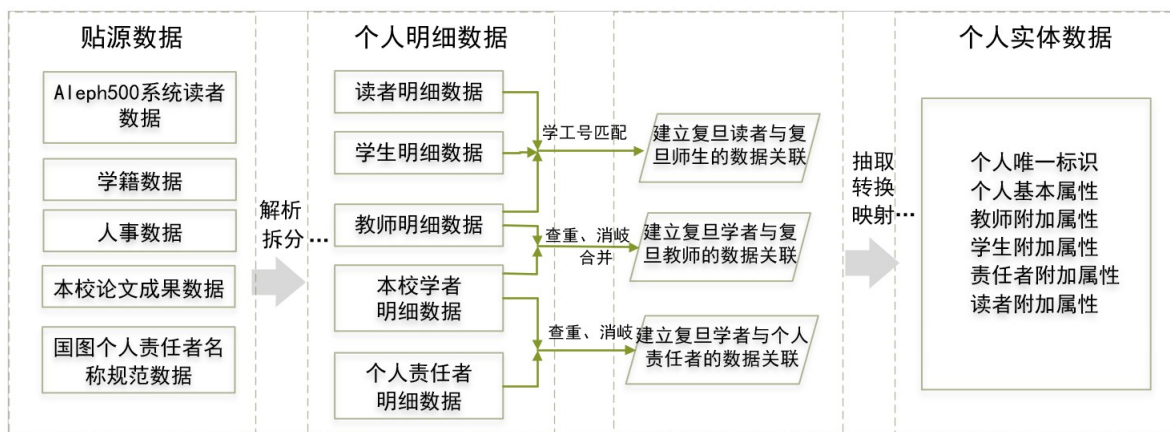 贴源数据
Aleph500系统读者
数据
学籍数据
人事数据
本校论文成果数据
国图个人责任者名
称规范数据
解析
拆分...
个人明细数据
读者明细数据
学生明细数据
教师明细数据
本校学者
明细数据
个人责任者
明细数据
学工号匹配
查重、消岐
合并
查重、消岐
建立复旦读者与复
旦师生的数据关联
建立复旦学者与复
旦教师的数据关联
建立复旦学者与个人
责任者的数据关联
抽取
转换
映射...
个人实体数据
个人唯一标识
个人基本属性
教师附加属性
学生附加属性
责任者附加属性
读者附加属性